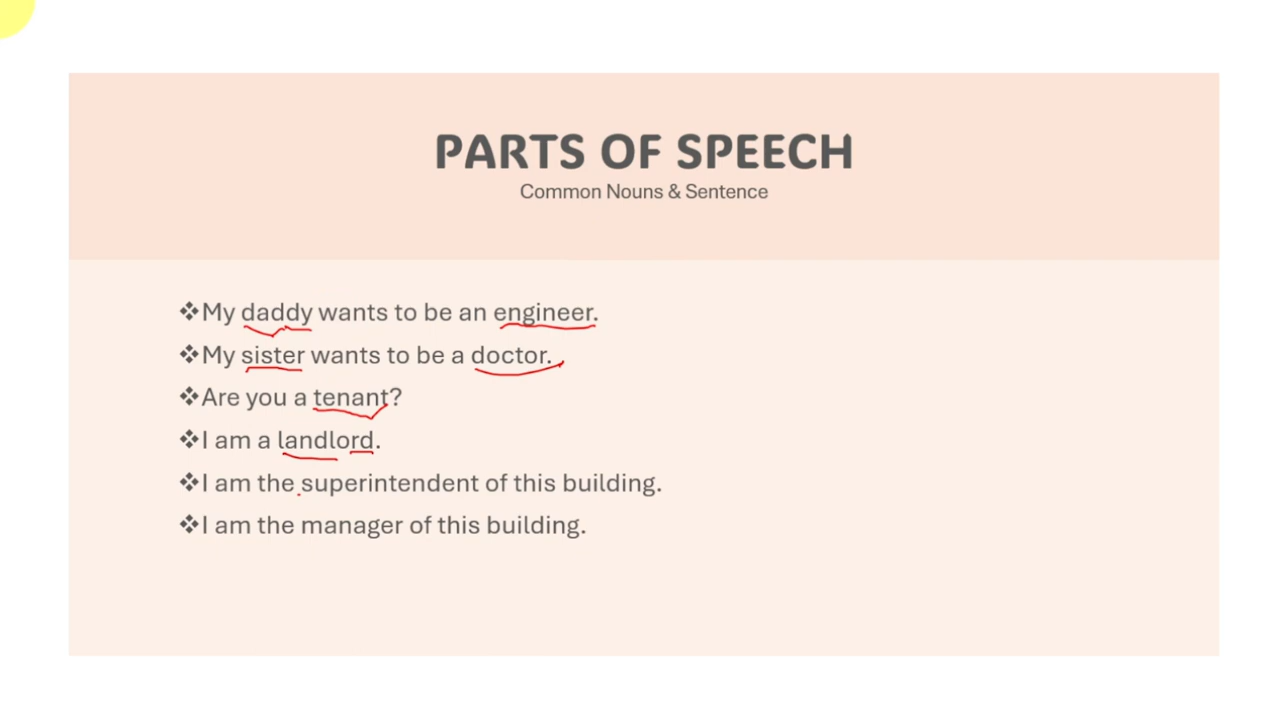 PARTS OF SPEECH
Common Nouns & Sentence
❖My daddy wants to be an engineer.
❖My sister wants to be a doctor.
❖Are you a tenant?
❖I am a landlord.
❖I am the superintendent of this building.
❖I am the manager of this building.